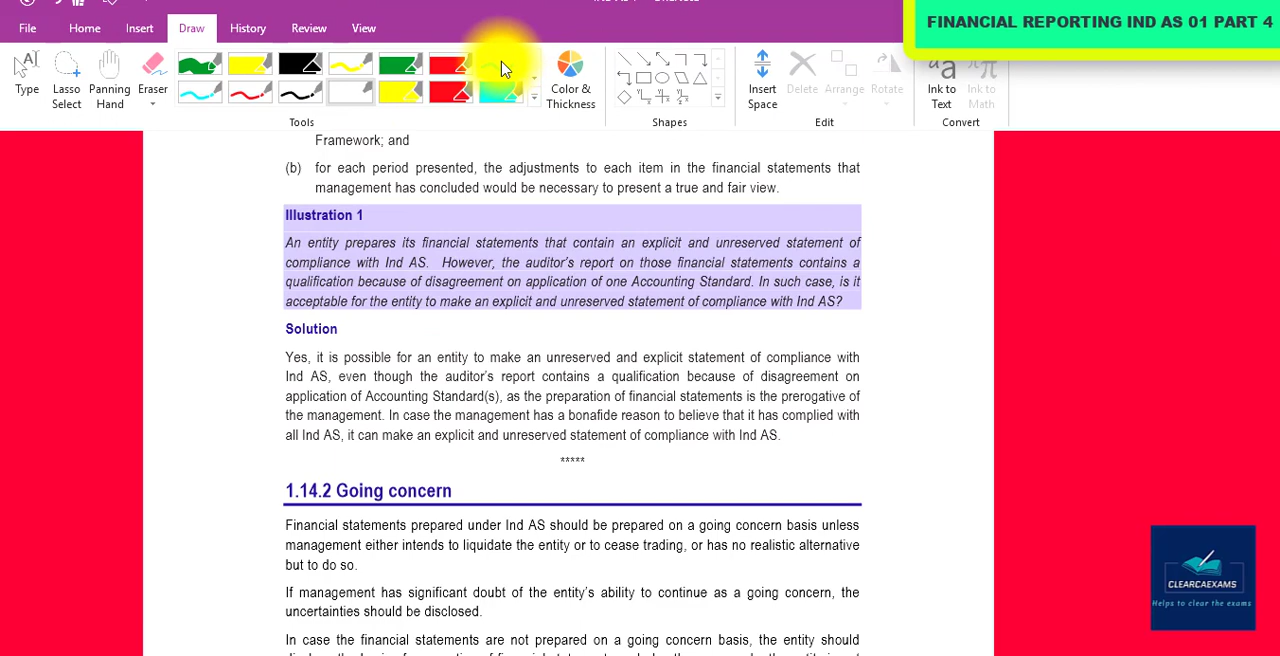 FINANCIAL REPORTING IND AS 01 PART 4
File Home Insert Draw History Review View
Type
Lasso Select
Panning Hand
Eraser
Color & Thickness
Insert Space
Delete
Arrange
Rotate
Ink to Text
Ink to Math
Tools
Shapes
Edit
Convert
Framework; and
(b) for each period presented, the adjustments to each item in the financial statements that
management has concluded would be necessary to present a true and fair view.
Illustration 1
An entity prepares its financial statements that contain an explicit and unreserved statement of
compliance with Ind AS. However, the auditor's report on those financial statements contains a
qualification because of disagreement on application of one Accounting Standard. In such case, is it
acceptable for the entity to make an explicit and unreserved statement of compliance with Ind AS?
Solution
Yes, it is possible for an entity to make an unreserved and explicit statement of compliance with
Ind AS, even though the auditor's report contains a qualification because of disagreement on
application of Accounting Standard(s), as the preparation of financial statements is the prerogative of
the management. In case the management has a bonafide reason to believe that it has complied with
all Ind AS, it can make an explicit and unreserved statement of compliance with Ind AS.
*****
1.14.2 Going concern
Financial statements prepared under Ind AS should be prepared on a going concern basis unless
management either intends to liquidate the entity or to cease trading, or has no realistic alternative
but to do so.
If management has significant doubt of the entity's ability to continue as a going concern, the
uncertainties should be disclosed.
In case the financial statements are not prepared on a going concern basis, the entity should
CLEARCAEXAMS
Helps to clear the exams